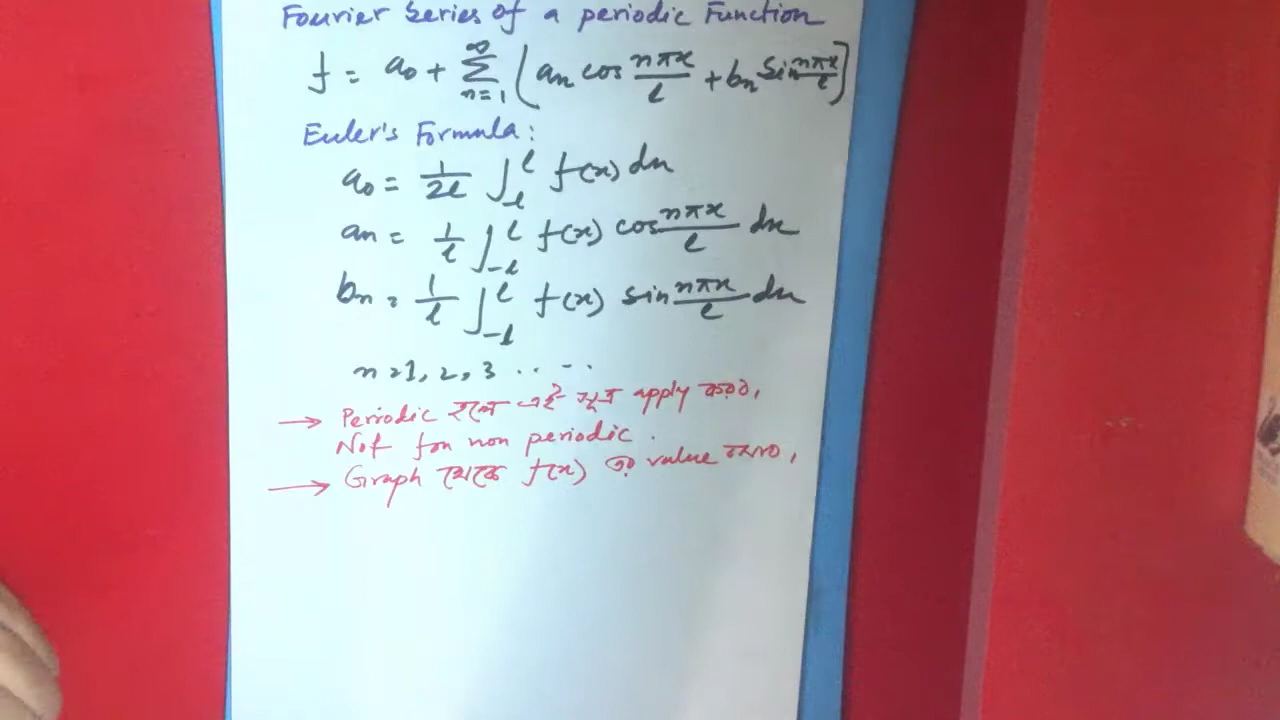 Fourier Series of a periodic Function
f = a₀ + ∑_{n=1}^{∞} (aₙ cos nπx/l + bₙ sin nπx/l)
Euler's Formula:
a₀ = 1/2l ∫_{l}^{l} f(x) dx
aₙ = 1/l ∫_{-l}^{l} f(x) cos nπx/l dx
bₙ = 1/l ∫_{-l}^{l} f(x) sin nπx/l dx
n = 1, 2, 3 .. - ..
→ Periodic হলে এই সূত্র apply করব,
Not for non periodic.
→ Graph থেকে f(x) এর value